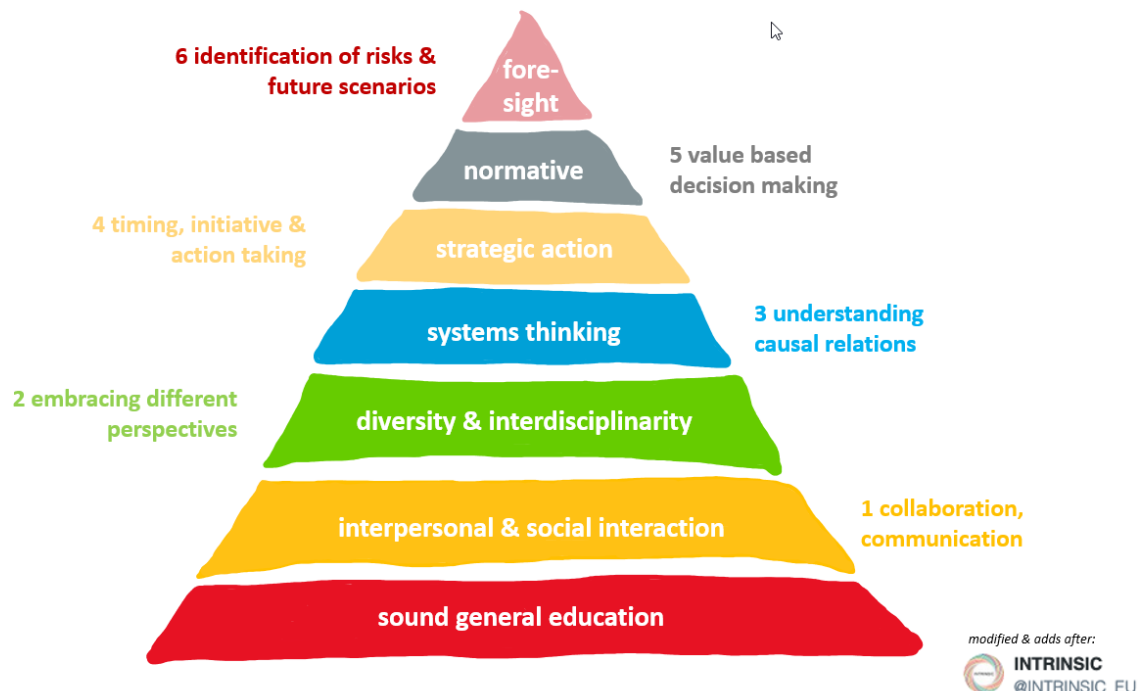 6 identification of risks &
future scenarios
fore-
sight
normative
5 value based
decision making
4 timing, initiative &
action taking
strategic action
systems thinking
3 understanding
causal relations
2 embracing different
perspectives
diversity & interdisciplinarity
interpersonal & social interaction
1 collaboration,
communication
sound general education
modified & adds after:
INTRINSIC
@INTRINSIC_EU